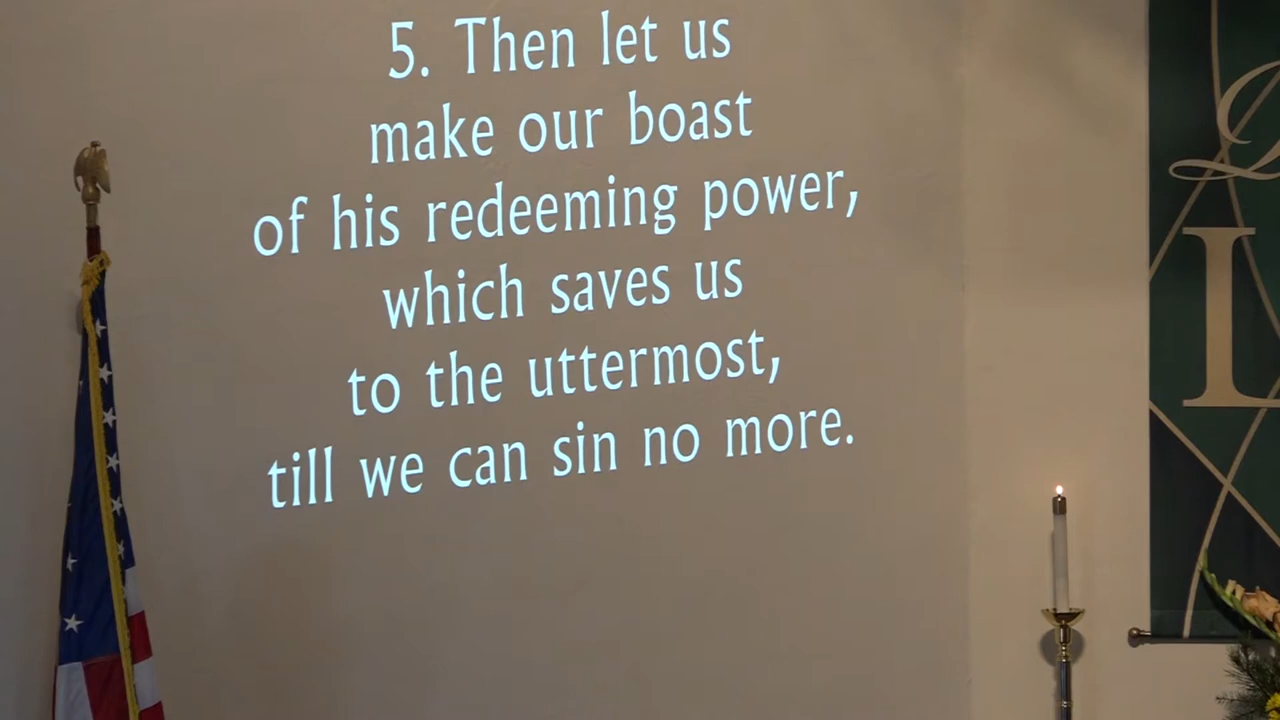 5. Then let us
make our boast
of his redeeming power,
which saves us
to the uttermost,
till we can sin no more.